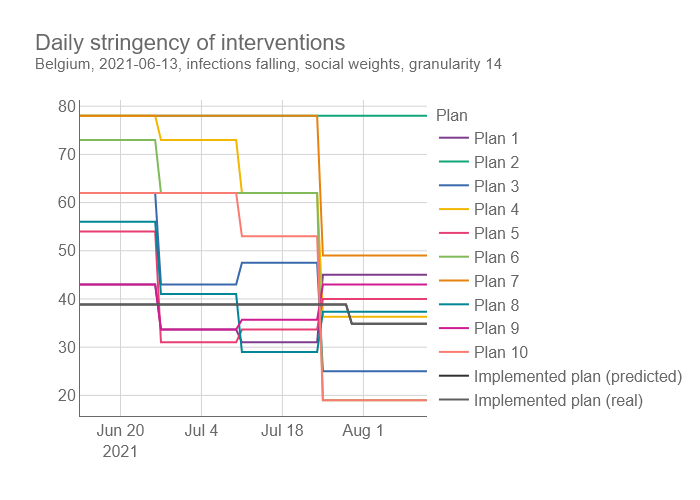 Daily stringency of interventions
Belgium, 2021-06-13, infections falling, social weights, granularity 14
80
70
60
50
40
30
20
Jun 20
2021
Jul 4
Jul 18
Aug 1
Plan
Plan 1
Plan 2
Plan 3
Plan 4
Plan 5
Plan 6
Plan 7
Plan 8
Plan 9
Plan 10
Implemented plan (predicted)
Implemented plan (real)